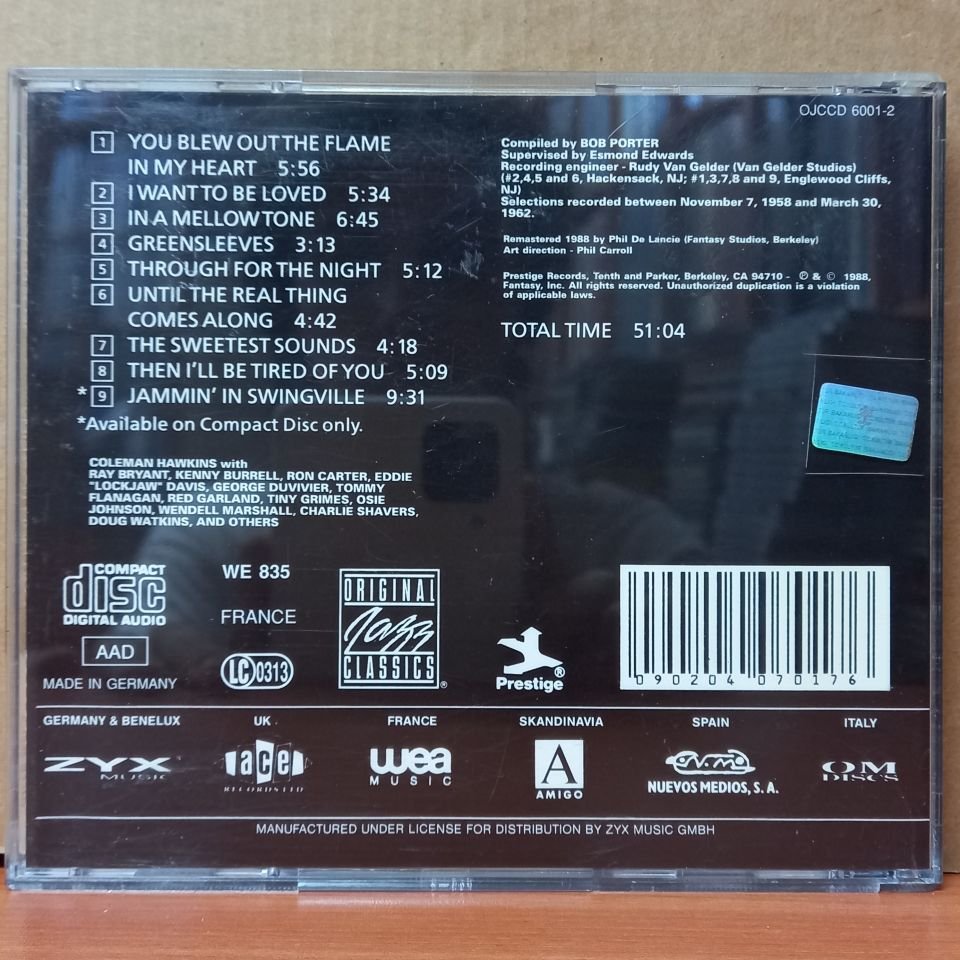 OJCCD 6001-2
1 YOU BLEW OUT THE FLAME
IN MY HEART 5:56
2 I WANT TO BE LOVED 5:34
3 IN A MELLOW TONE 6:45
4 GREENSLEEVES 3:13
5 THROUGH FOR THE NIGHT 5:12
6 UNTIL THE REAL THING
COMES ALONG 4:42
7 THE SWEETEST SOUNDS 4:18
8 THEN I'LL BE TIRED OF YOU 5:09
*9 JAMMIN' IN SWINGVILLE 9:31
*Available on Compact Disc only.
COLEMAN HAWKINS with
RAY BRYANT, KENNY BURRELL, RON CARTER, EDDIE
"LOCKJAW" DAVIS, GEORGE DUVIVIER, TOMMY
FLANAGAN, RED GARLAND, TINY GRIMES, OSIE
JOHNSON, WENDELL MARSHALL, CHARLIE SHAVERS,
DOUG WATKINS, AND OTHERS
Compiled by BOB PORTER
Supervised by Esmond Edwards
Recording engineer - Rudy Van Gelder (Van Gelder Studios)
(#2,4,5 and 6, Hackensack, NJ; #1,3,7,8 and 9, Englewood Cliffs,
NJ)
Selections recorded between November 7, 1958 and March 30,
1962.
Remastered 1988 by Phil De Lancie (Fantasy Studios, Berkeley)
Art direction - Phil Carroll
Prestige Records, Tenth and Parker, Berkeley, CA 94710 - ℗ & © 1988,
Fantasy, Inc. All rights reserved. Unauthorized duplication is a violation
of applicable laws.
TOTAL TIME 51:04
COMPACT
disc
DIGITAL AUDIO
AAD
MADE IN GERMANY
WE 835
FRANCE
LC 0313
ORIGINAL
Jazz
CLASSICS®
Prestige®
0 90204 07017 6
GERMANY & BENELUX
ZYX
MUSIC
UK
ace
RECORDS LTD
FRANCE
wea
MUSIC
SKANDINAVIA
A
AMIGO
SPAIN
N.M.
NUEVOS MEDIOS, S.A.
ITALY
OM
DISCS
MANUFACTURED UNDER LICENSE FOR DISTRIBUTION BY ZYX MUSIC GMBH